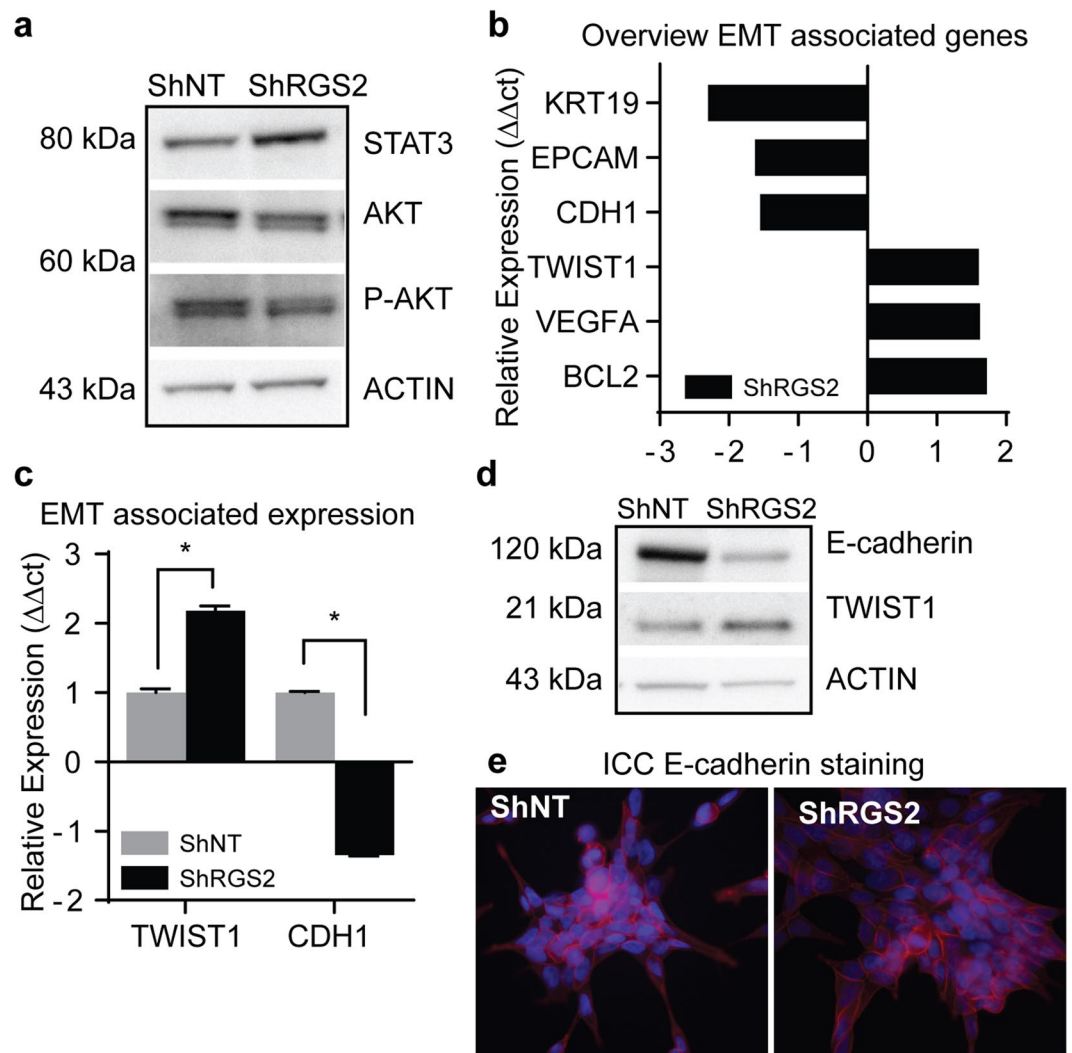 a
ShNT ShRGS2
80 kDa STAT3
AKT
60 kDa
P-AKT
43 kDa ACTIN
b
Overview EMT associated genes
Relative Expression (ΔΔct)
KRT19
EPCAM
CDH1
TWIST1
VEGFA
BCL2
ShRGS2
-3 -2 -1 0 1 2
c
EMT associated expression
Relative Expression (ΔΔct)
3
2
1
0
-1
-2
* *
ShNT
ShRGS2
TWIST1 CDH1
d
ShNT ShRGS2
120 kDa E-cadherin
21 kDa TWIST1
43 kDa ACTIN
e
ICC E-cadherin staining
ShNT ShRGS2